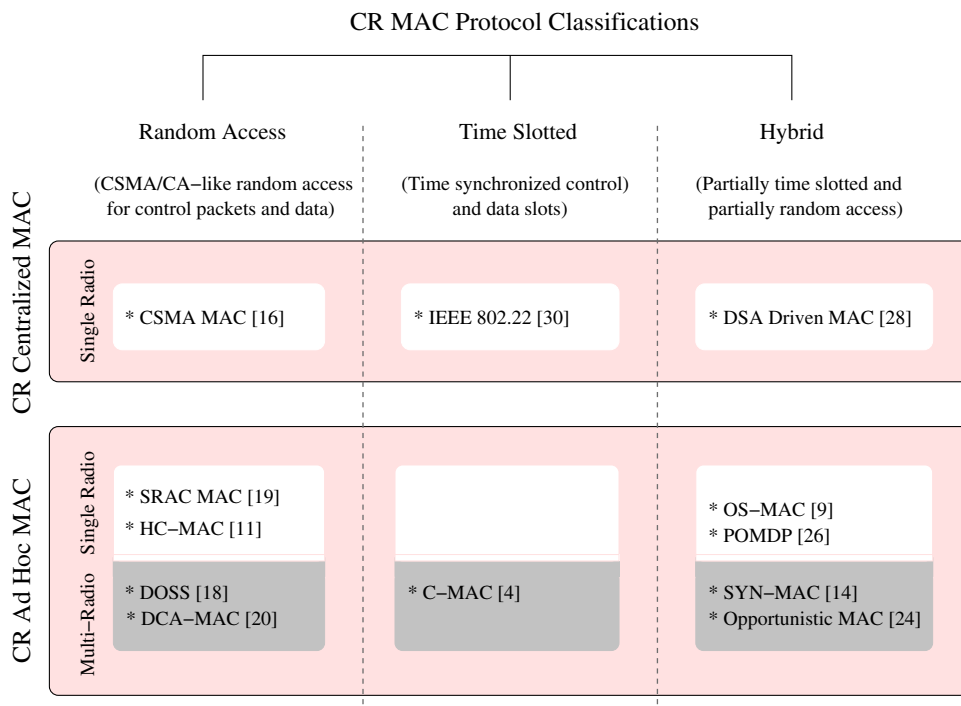 CR MAC Protocol Classifications
Random Access
Time Slotted
Hybrid
(CSMA/CA−like random access
for control packets and data)
(Time synchronized control)
and data slots)
(Partially time slotted and
partially random access)
CR Centralized MAC
Single Radio
* CSMA MAC [16]
* IEEE 802.22 [30]
* DSA Driven MAC [28]
CR Ad Hoc MAC
Single Radio
* SRAC MAC [19]
* HC−MAC [11]
* OS−MAC [9]
* POMDP [26]
Multi−Radio
* DOSS [18]
* DCA−MAC [20]
* C−MAC [4]
* SYN−MAC [14]
* Opportunistic MAC [24]